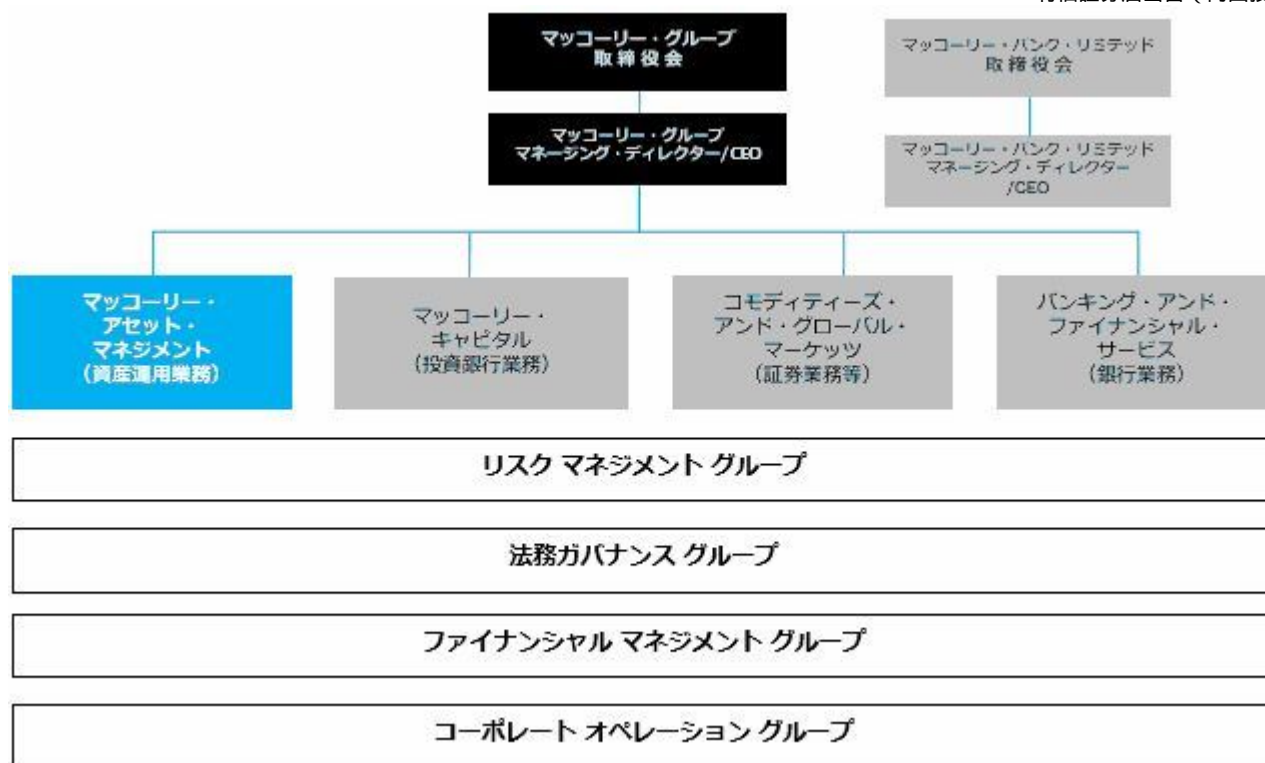 マッコーリー・グループ
取締役会
マッコーリー・バンク・リミテッド
取締役会
マッコーリー・グループ
マネージング・ディレクター/CEO
マッコーリー・バンク・リミテッド
マネージング・ディレクター
/CEO
マッコーリー・
アセット・
マネジメント
(資産運用業務)
マッコーリー・
キャピタル
(投資銀行業務)
コモディティーズ・
アンド・グローバル・
マーケッツ
(証券業務等)
バンキング・アンド・
ファイナンシャル・
サービス
(銀行業務)
リスク マネジメント グループ
法務ガバナンス グループ
ファイナンシャル マネジメント グループ
コーポレート オペレーション グループ